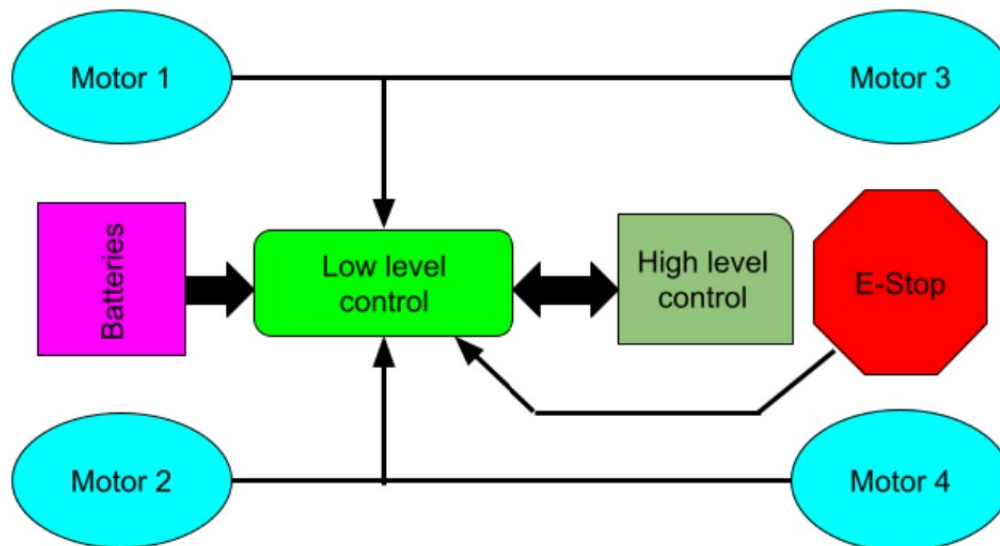 Motor 1
Motor 3
Batteries
Low level
control
High level
control
E-Stop
Motor 2
Motor 4